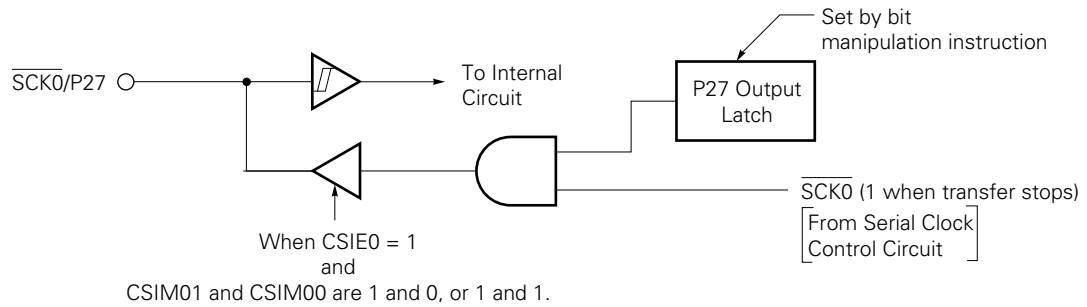 Set by bit
manipulation instruction
SCK0/P27
To Internal
Circuit
P27 Output
Latch
SCK0 (1 when transfer stops)
From Serial Clock
Control Circuit
When CSIE0 = 1
and
CSIM01 and CSIM00 are 1 and 0, or 1 and 1.